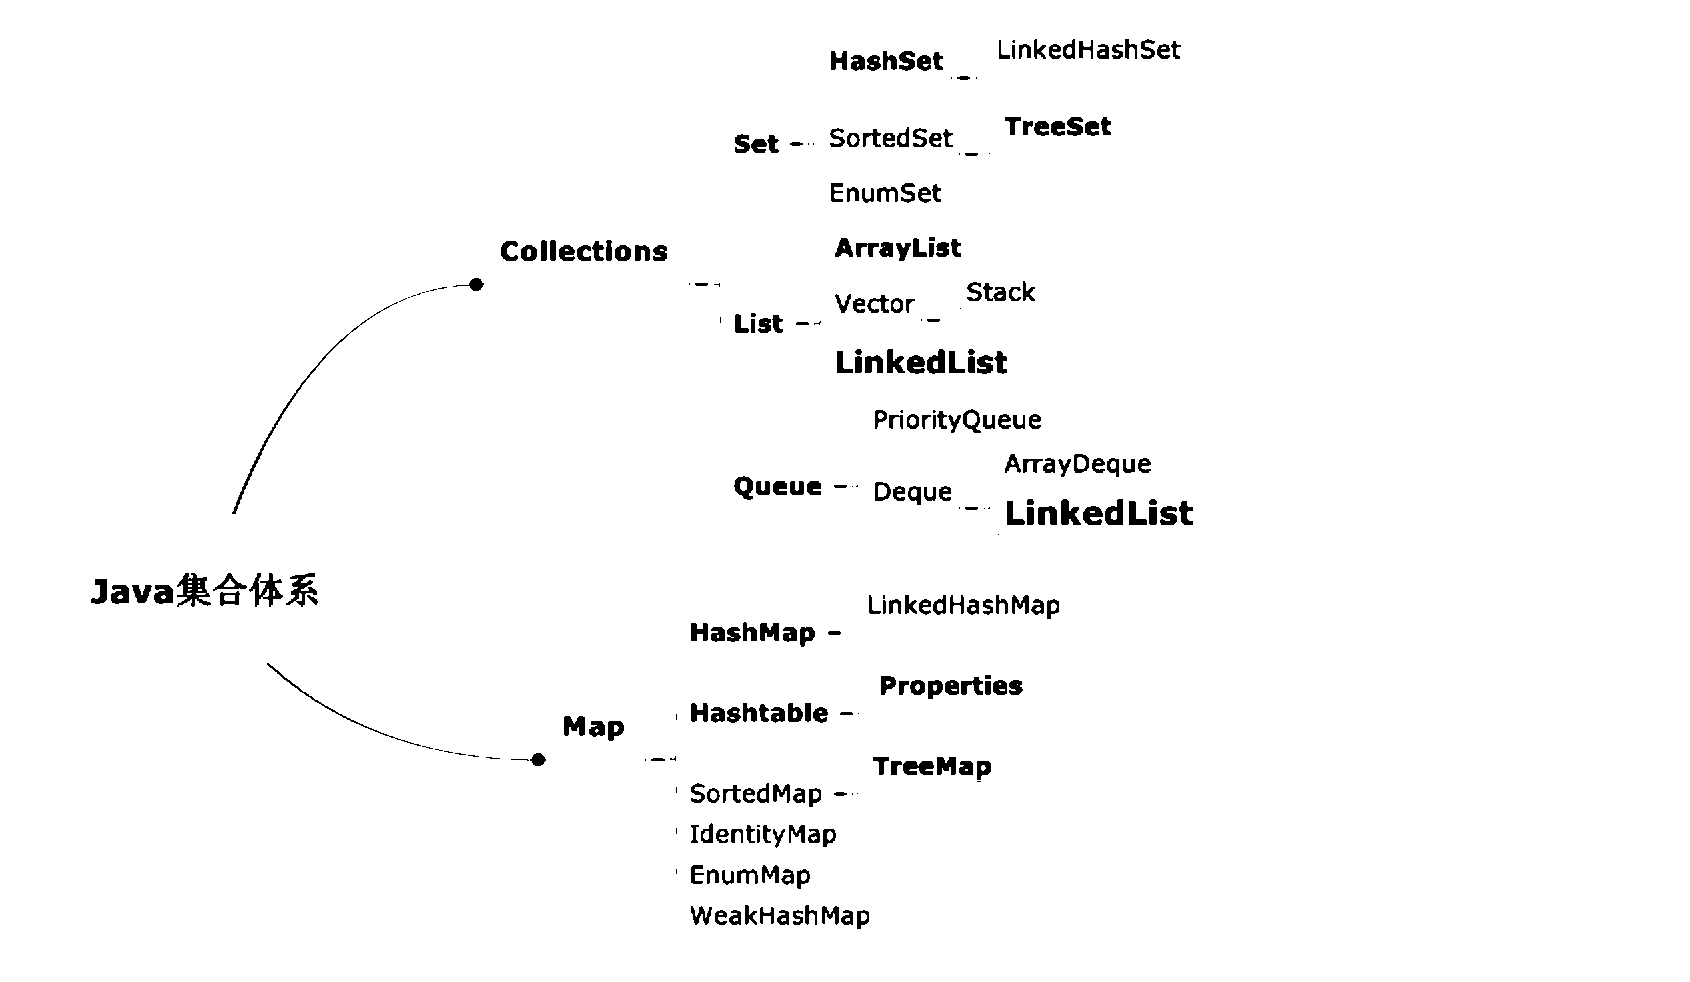 HashSet
LinkedHashSet
Set
SortedSet
TreeSet
EnumSet
Collections
ArrayList
List
Vector
Stack
LinkedList
PriorityQueue
Queue
Deque
ArrayDeque
LinkedList
Java集合体系
HashMap
LinkedHashMap
Map
Hashtable
Properties
SortedMap
TreeMap
IdentityMap
EnumMap
WeakHashMap